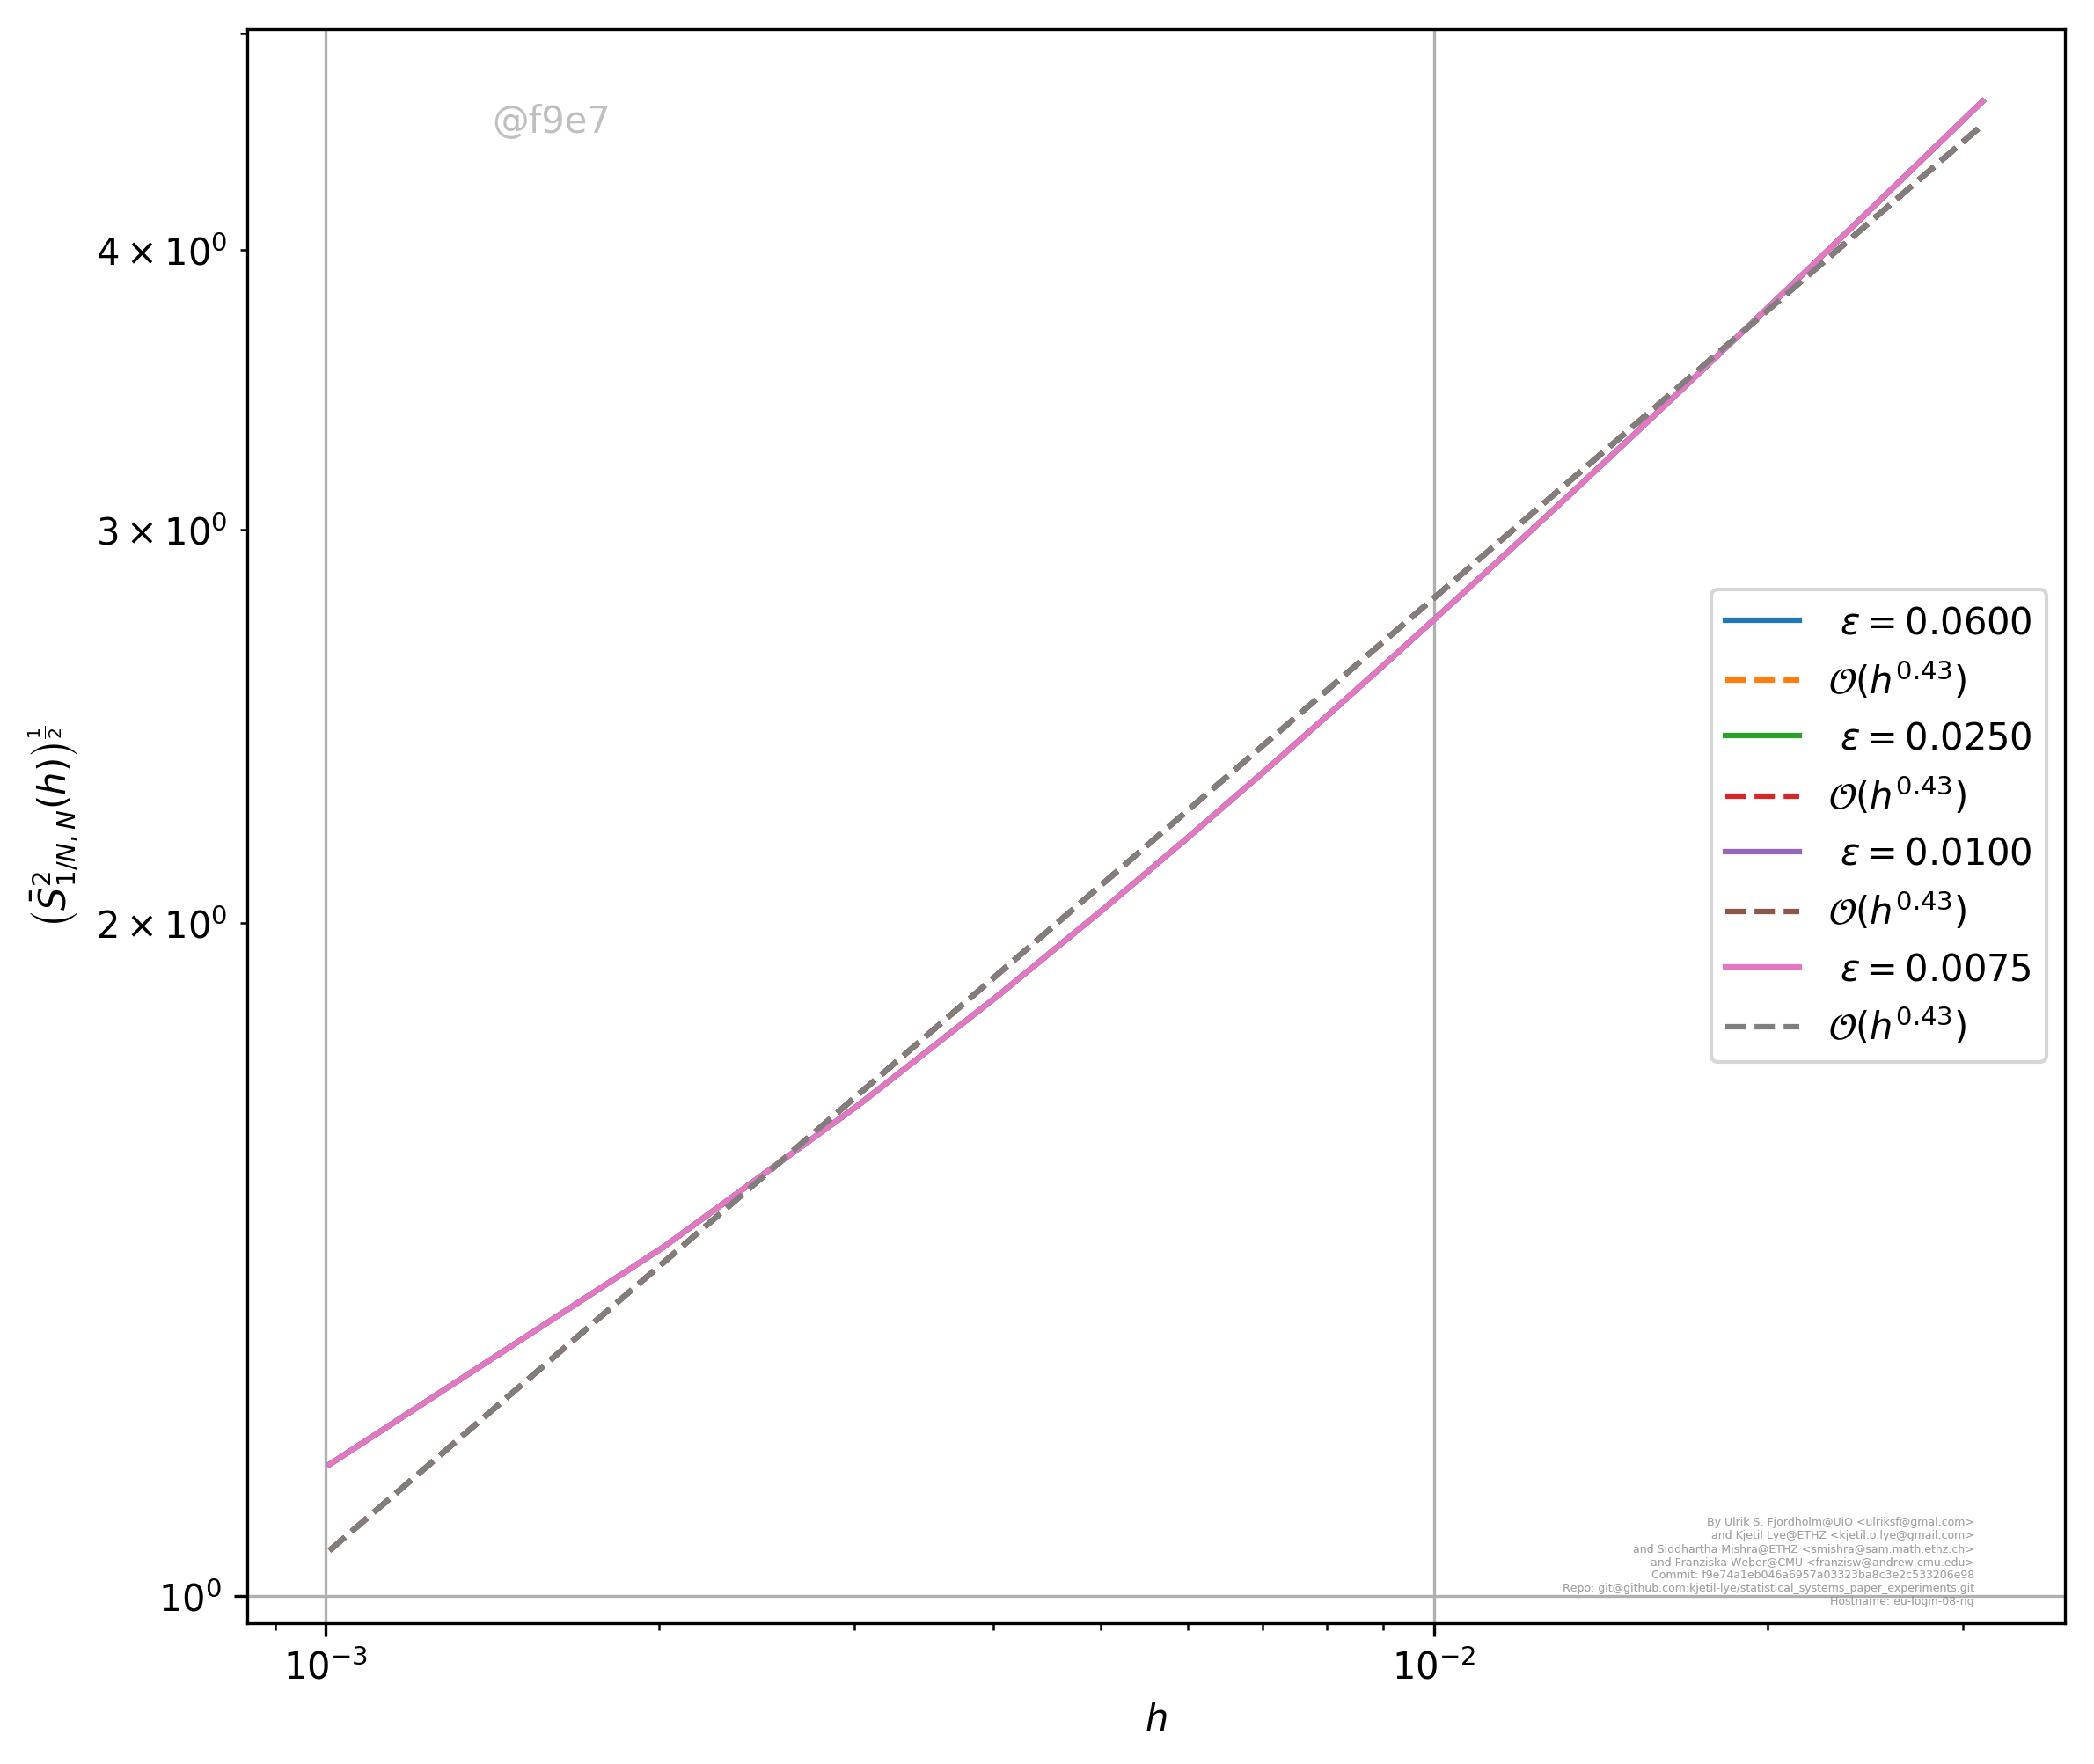 @f9e7
4 × 10⁰
3 × 10⁰
2 × 10⁰
10⁰
(S̄²_{1/N, N}(h))^{1/2}
ε = 0.0600
𝒪(h^{0.43})
ε = 0.0250
𝒪(h^{0.43})
ε = 0.0100
𝒪(h^{0.43})
ε = 0.0075
𝒪(h^{0.43})
By Ulrik S. Fjordholm@UiO <ulriksf@gmal.com>
and Kjetil Lye@ETHZ <kjetil.o.lye@gmail.com>
and Siddhartha Mishra@ETHZ <smishra@sam.math.ethz.ch>
and Franziska Weber@CMU <franzisw@andrew.cmu.edu>
Commit: f9e74a1eb046a6957a03323ba8c3e2c533206e98
Repo: git@github.com:kjetil-lye/statistical_systems_paper_experiments.git
Hostname: eu-login-08-ng
10⁻³
10⁻²
h